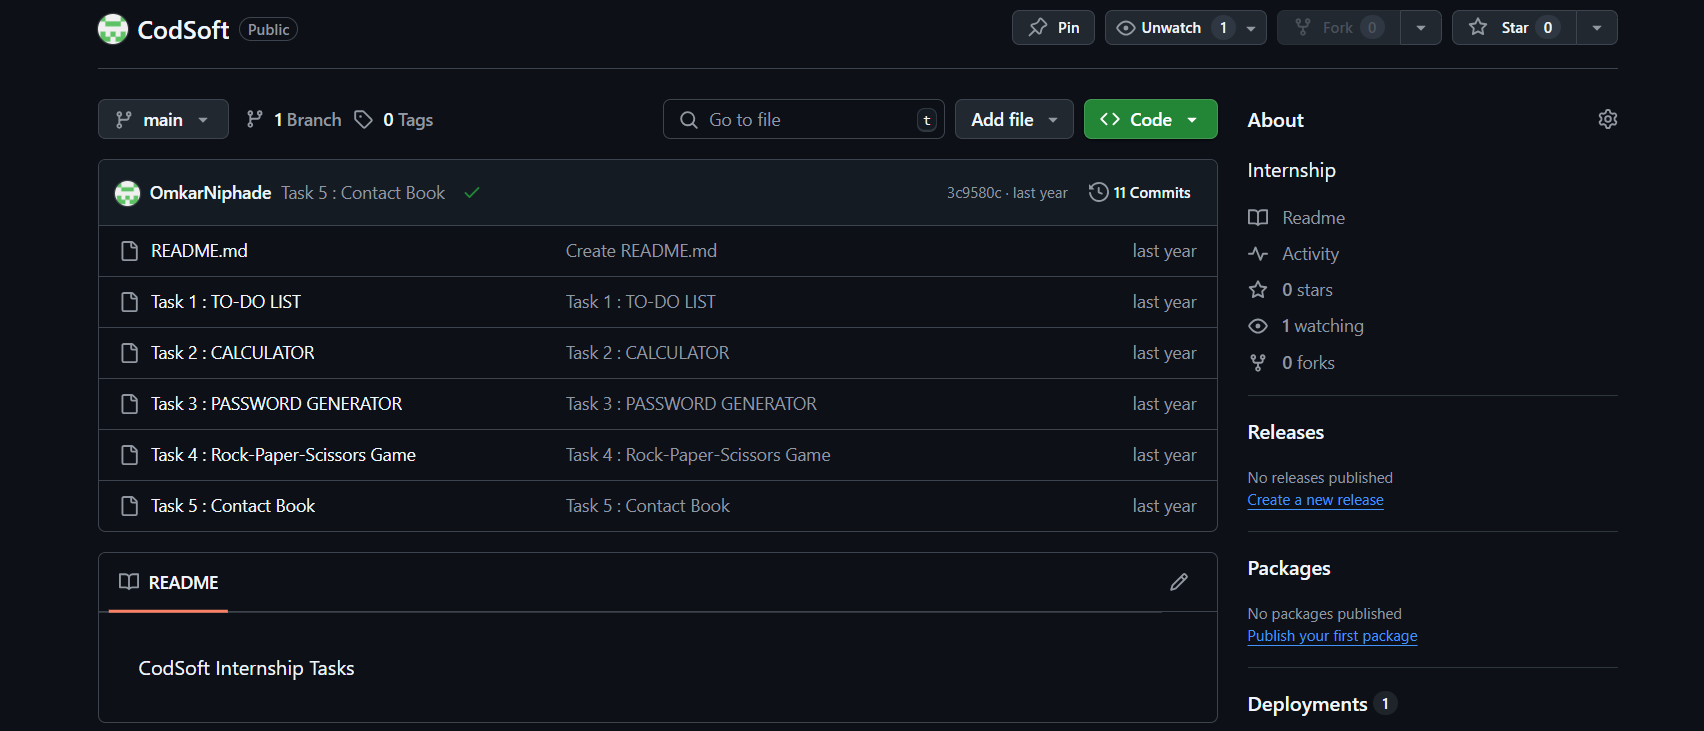 CodSoft Public
Pin
Unwatch 1
Fork 0
Star 0
main
1 Branch
0 Tags
Go to file t
Add file
Code
OmkarNiphade Task 5 : Contact Book 3c9580c · last year 11 Commits
README.md Create README.md last year
Task 1 : TO-DO LIST Task 1 : TO-DO LIST last year
Task 2 : CALCULATOR Task 2 : CALCULATOR last year
Task 3 : PASSWORD GENERATOR Task 3 : PASSWORD GENERATOR last year
Task 4 : Rock-Paper-Scissors Game Task 4 : Rock-Paper-Scissors Game last year
Task 5 : Contact Book Task 5 : Contact Book last year
README
CodSoft Internship Tasks
About
Internship
Readme
Activity
0 stars
1 watching
0 forks
Releases
No releases published
Create a new release
Packages
No packages published
Publish your first package
Deployments 1